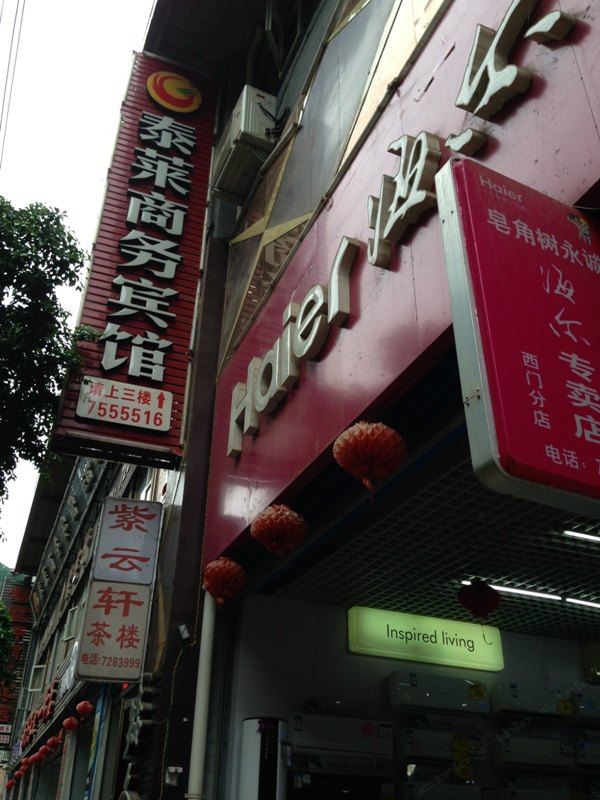 泰莱商务宾馆
请上三楼
7555516
紫云轩
茶楼
电话:7283999
Haier 海尔
Haier
皂角树永诚
海尔
专卖店
西门分店
电话:7
Inspired living